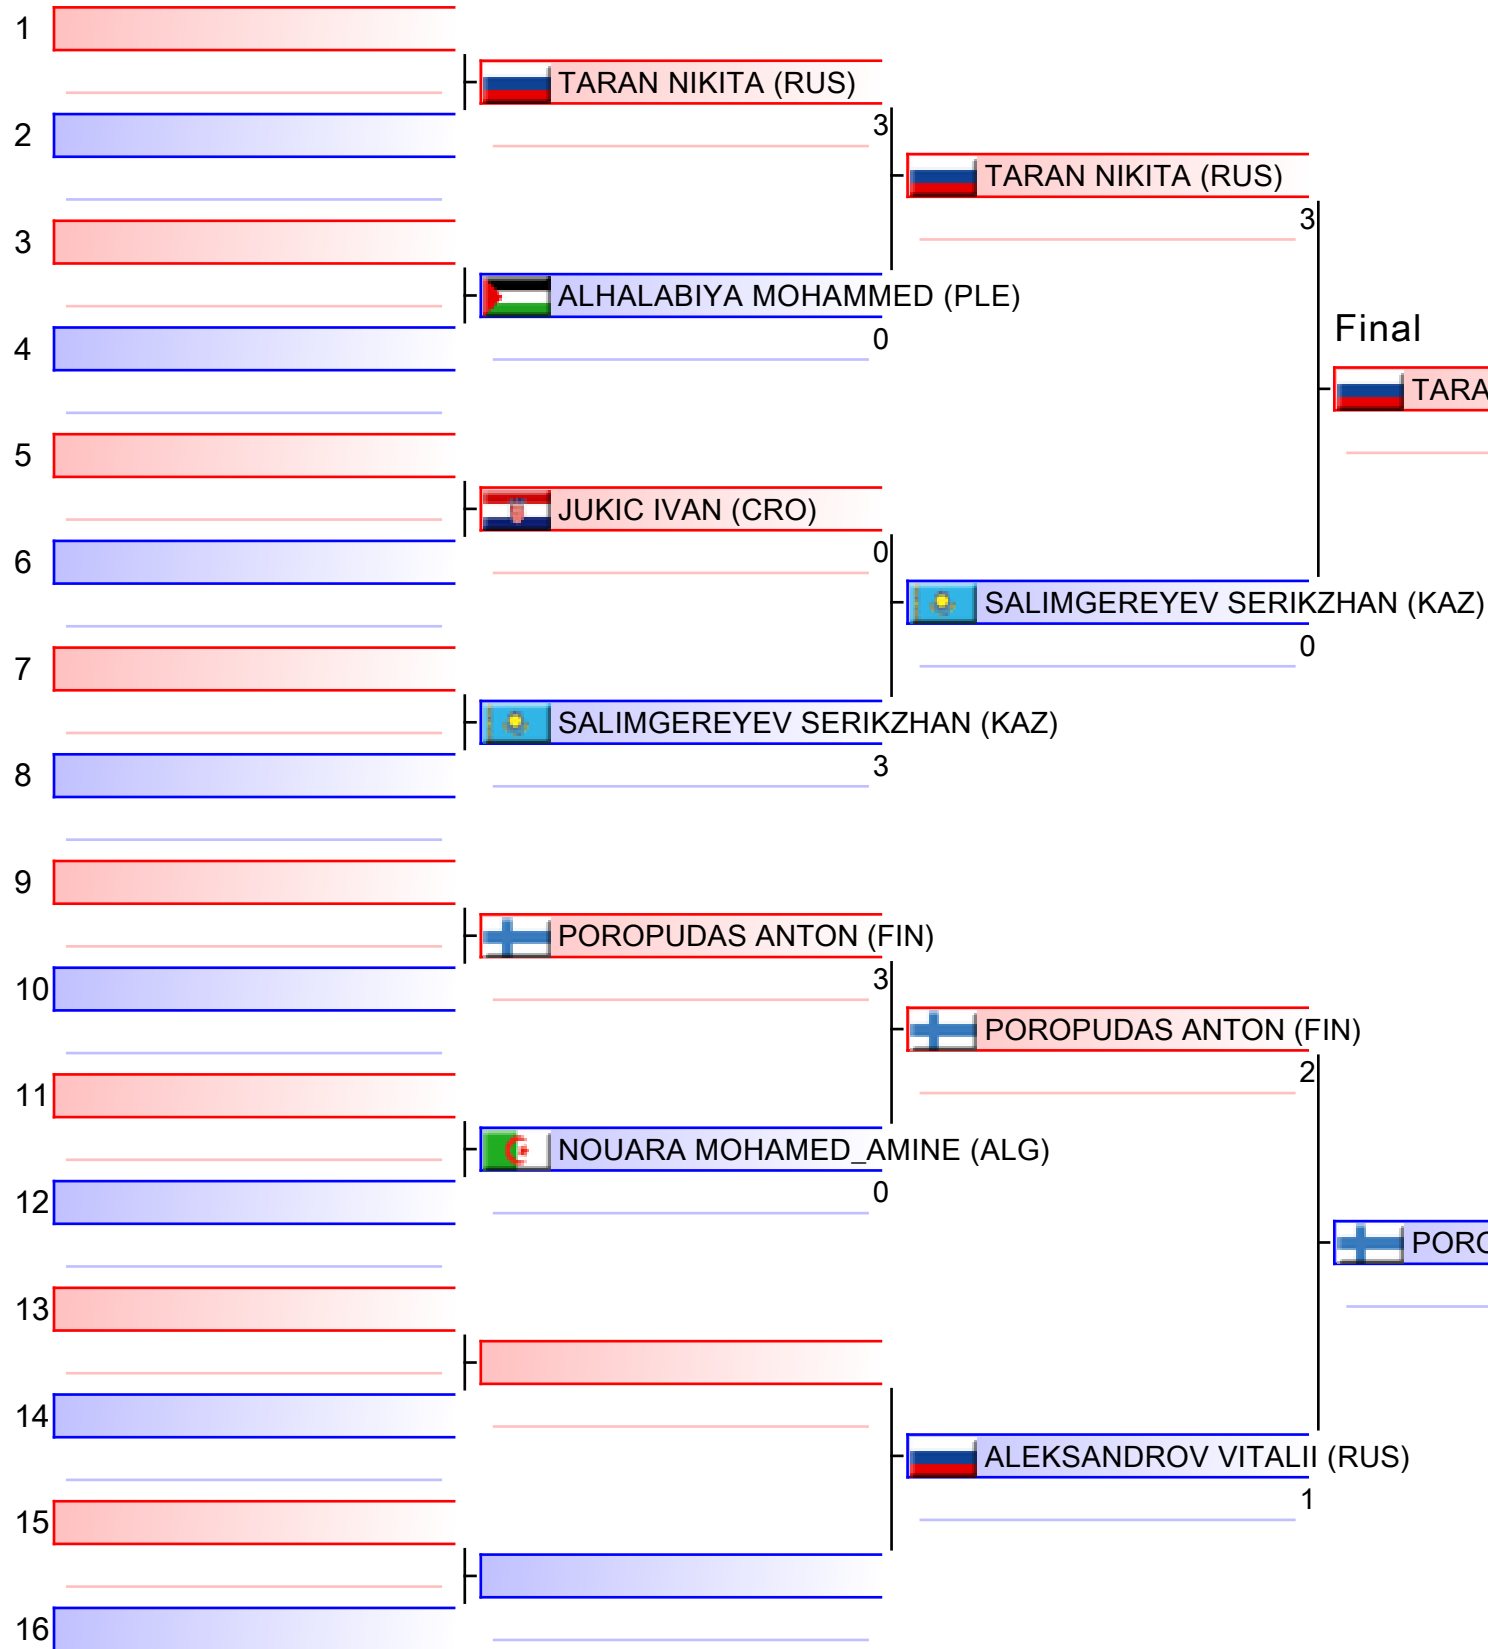 1
TARAN NIKITA (RUS)
3
2
TARAN NIKITA (RUS)
3
3
ALHALABIYA MOHAMMED (PLE)
0
4
Final
TARA
5
JUKIC IVAN (CRO)
0
6
SALIMGEREYEV SERIKZHAN (KAZ)
0
7
SALIMGEREYEV SERIKZHAN (KAZ)
3
8
9
POROPUDAS ANTON (FIN)
3
10
POROPUDAS ANTON (FIN)
2
11
NOUARA MOHAMED_AMINE (ALG)
0
12
PORO
13
14
ALEKSANDROV VITALII (RUS)
1
15
16